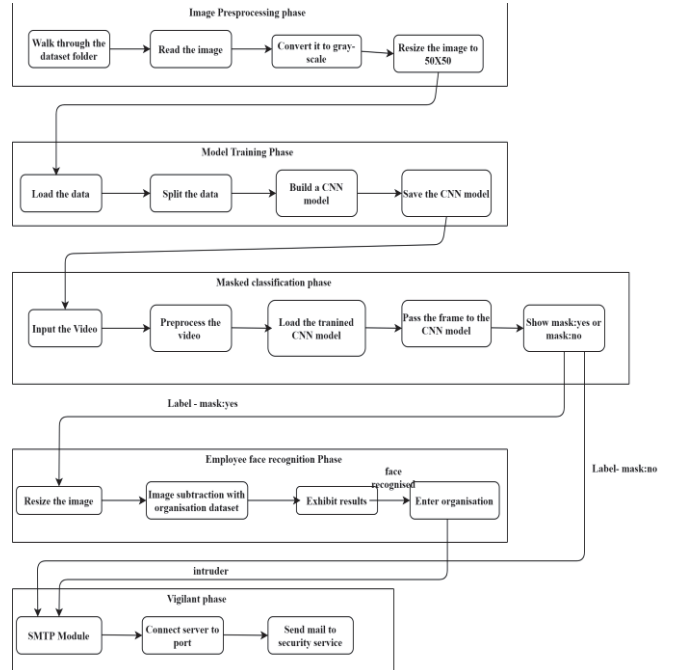 Image Presprocessing phase
Walk through the
dataset folder
Read the image
Convert it to gray-
scale
Resize the image to
50X50
Model Training Phase
Load the data
Split the data
Build a CNN
model
Save the CNN model
Masked classification phase
Input the Video
Preprocess the
video
Load the tranined
CNN model
Pass the frame to the
CNN model
Show mask:yes or
mask:no
Label - mask:yes
Label- mask:no
Employee face recognition Phase
Resize the image
Image subtraction with
organisation dataset
Exhibit results
face
recognised
Enter organisation
intruder
Vigilant phase
SMTP Module
Connect server to
port
Send mail to
security service